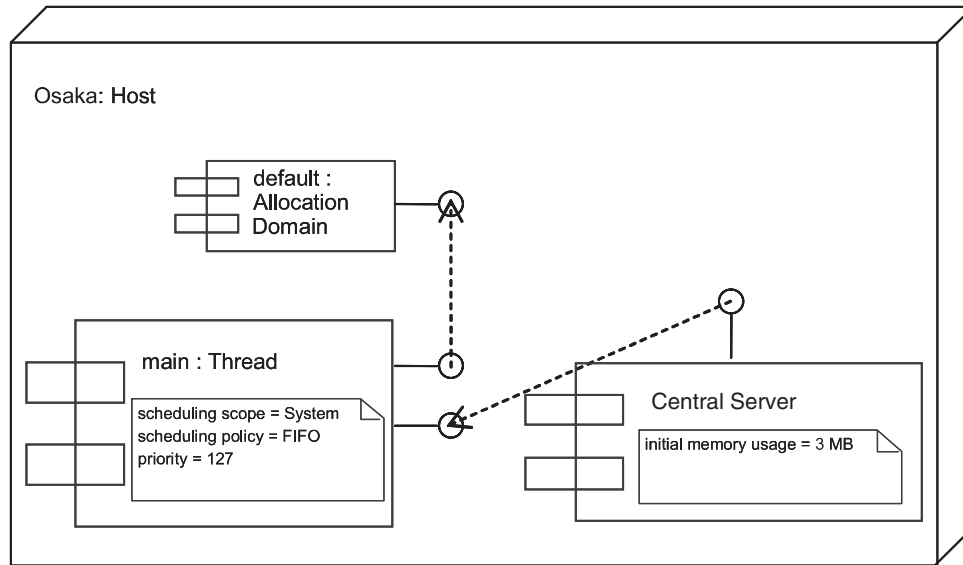 Osaka: Host
default :
Allocation
Domain
main : Thread
scheduling scope = System
scheduling policy = FIFO
priority = 127
Central Server
initial memory usage = 3 MB